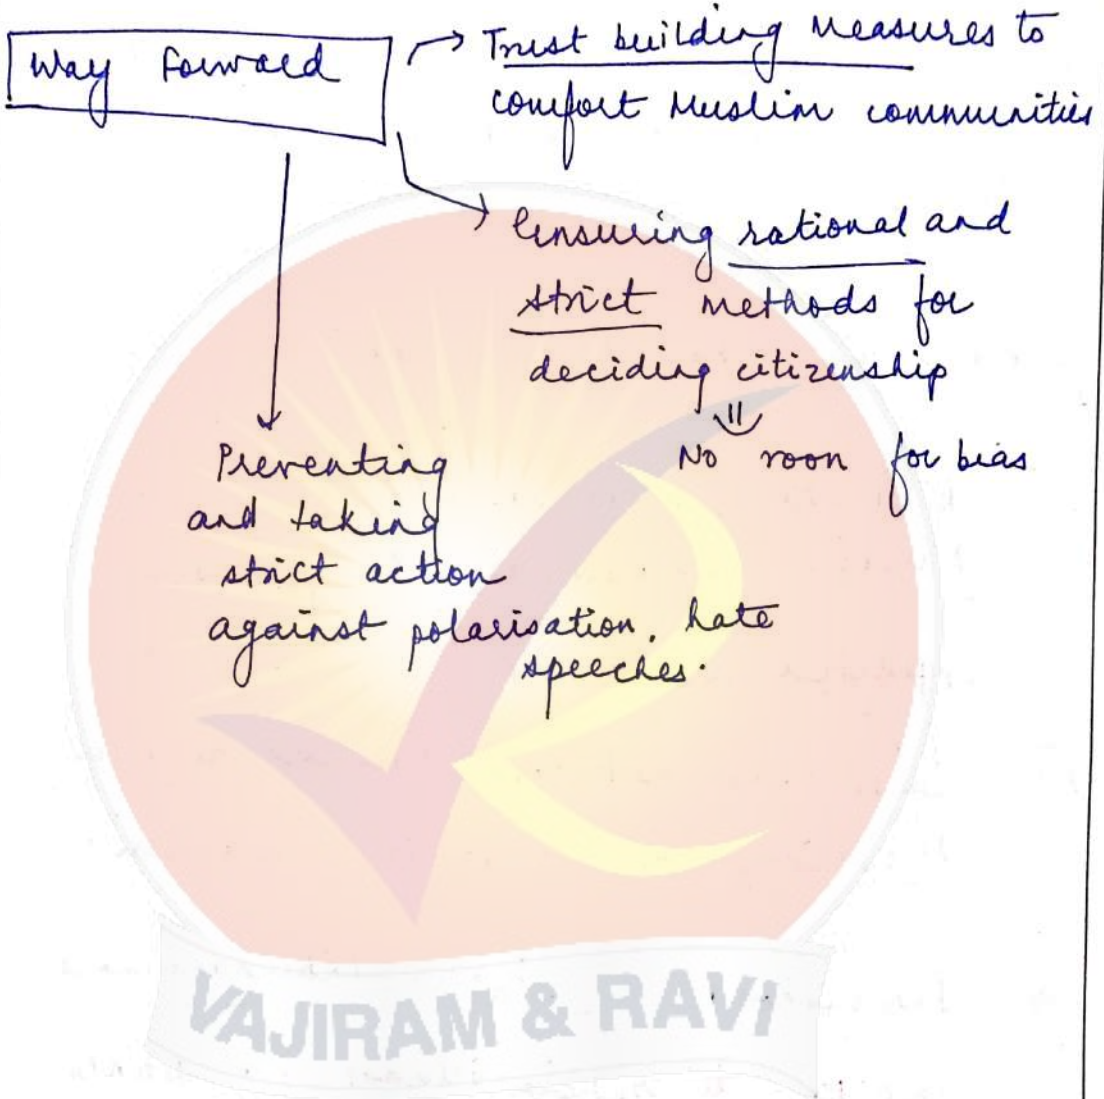 Way Forward
Trust building measures to
comfort Muslim communities
Ensuring rational and
strict methods for
deciding citizenship
No room for bias
Preventing
and taking
strict action
against polarisation, hate
speeches.
VAJIRAM & RAVI